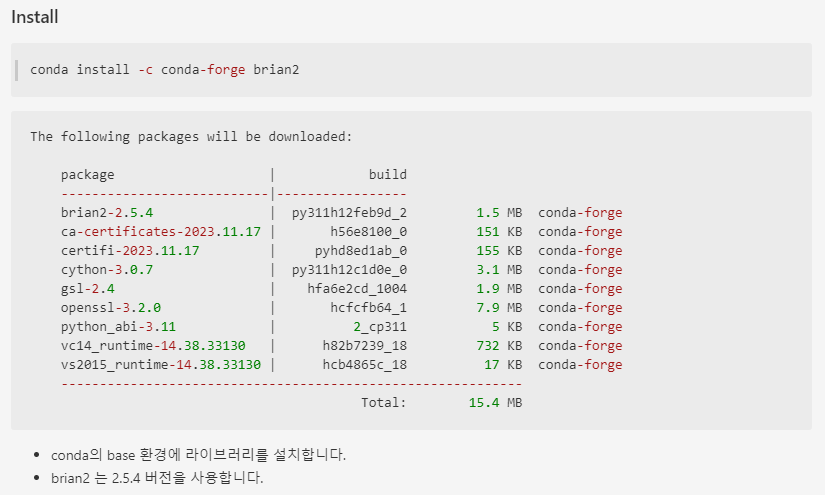 Install
conda install -c conda-forge brian2
The following packages will be downloaded:
package | build
---------------------------|-----------------
brian2-2.5.4 | py311h12feb9d_2 1.5 MB conda-forge
ca-certificates-2023.11.17 | h56e8100_0 151 KB conda-forge
certifi-2023.11.17 | pyhd8ed1ab_0 155 KB conda-forge
cython-3.0.7 | py311h12c1d0e_0 3.1 MB conda-forge
gsl-2.4 | hfa6e2cd_1004 1.9 MB conda-forge
openssl-3.2.0 | hcfcfb64_1 7.9 MB conda-forge
python_abi-3.11 | 2_cp311 5 KB conda-forge
vc14_runtime-14.38.33130 | h82b7239_18 732 KB conda-forge
vs2015_runtime-14.38.33130 | hcb4865c_18 17 KB conda-forge
------------------------------------------------------------
Total: 15.4 MB
• conda의 base 환경에 라이브러리를 설치합니다.
• brian2 는 2.5.4 버전을 사용합니다.